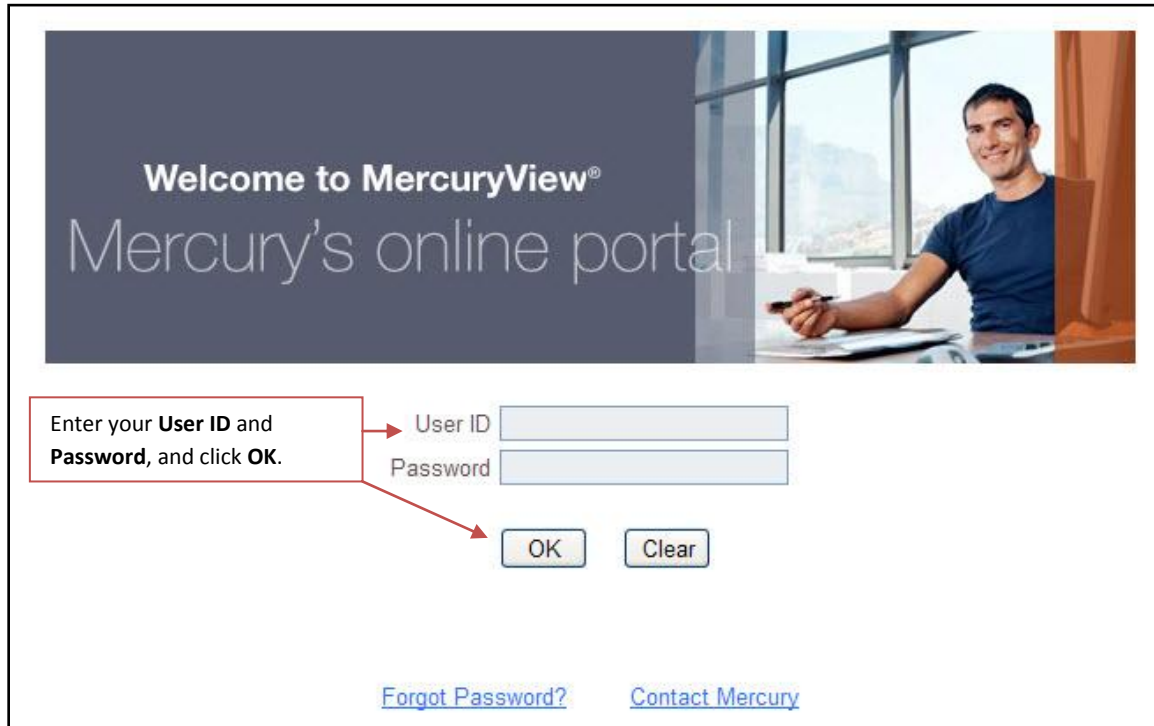 Welcome to MercuryView®
Mercury's online portal
Enter your User ID and
Password, and click OK.
User ID
Password
OK Clear
Forgot Password? Contact Mercury